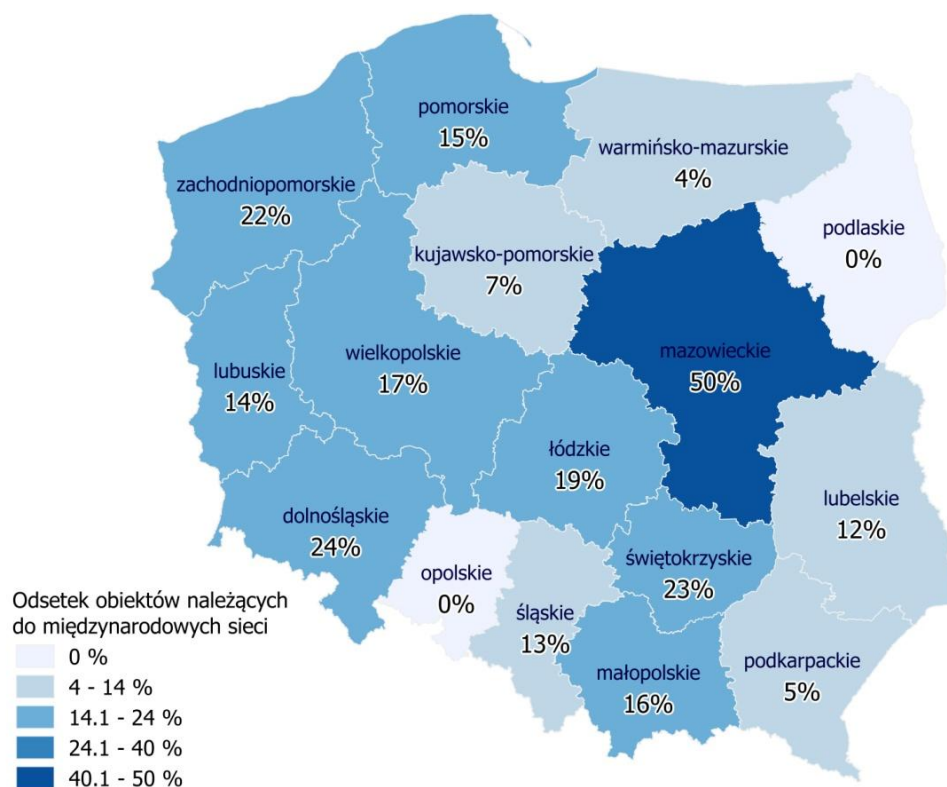 pomorskie
15%
warmińsko-mazurskie
4%
zachodniopomorskie
22%
podlaskie
0%
kujawsko-pomorskie
7%
mazowieckie
50%
wielkopolskie
17%
lubuskie
14%
łódzkie
19%
lubelskie
12%
dolnośląskie
24%
świętokrzyskie
23%
opolskie
0%
śląskie
13%
małopolskie
16%
podkarpackie
5%
Odsetek obiektów należących
do międzynarodowych sieci
0 %
4 - 14 %
14.1 - 24 %
24.1 - 40 %
40.1 - 50 %